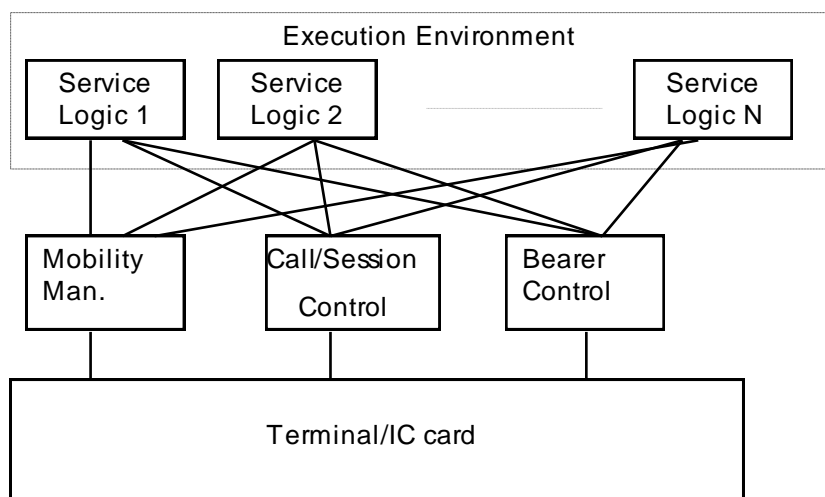 Execution Environment
Service
Logic 1
Service
Logic 2
Service
Logic N
Mobility
Man.
Call/Session
Control
Bearer
Control
Terminal/IC card